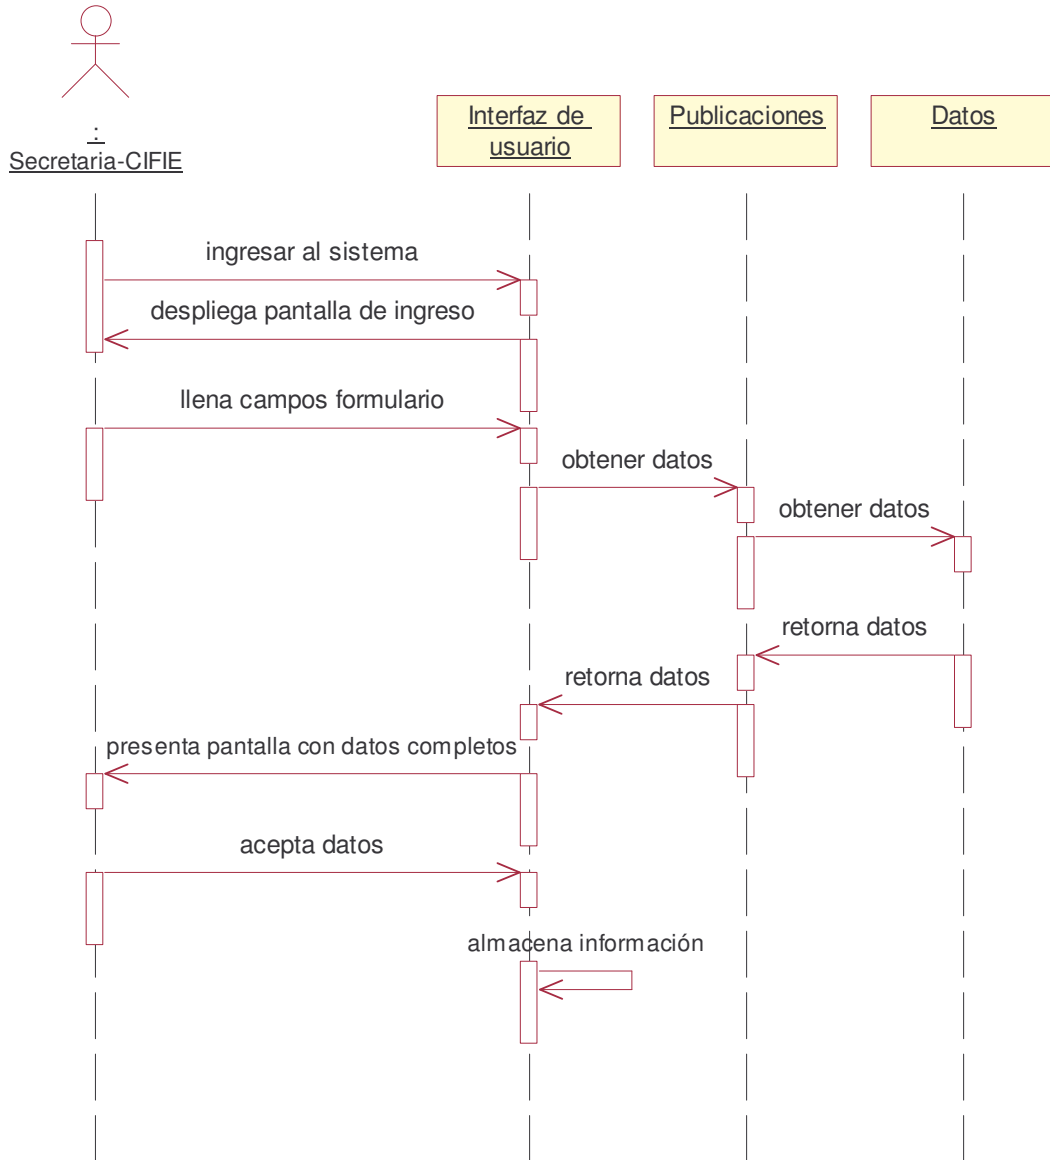 :
Secretaria-CIFIE
Interfaz de
usuario
Publicaciones
Datos
ingresar al sistema
despliega pantalla de ingreso
llena campos formulario
obtener datos
obtener datos
retorna datos
retorna datos
presenta pantalla con datos completos
acepta datos
almacena información